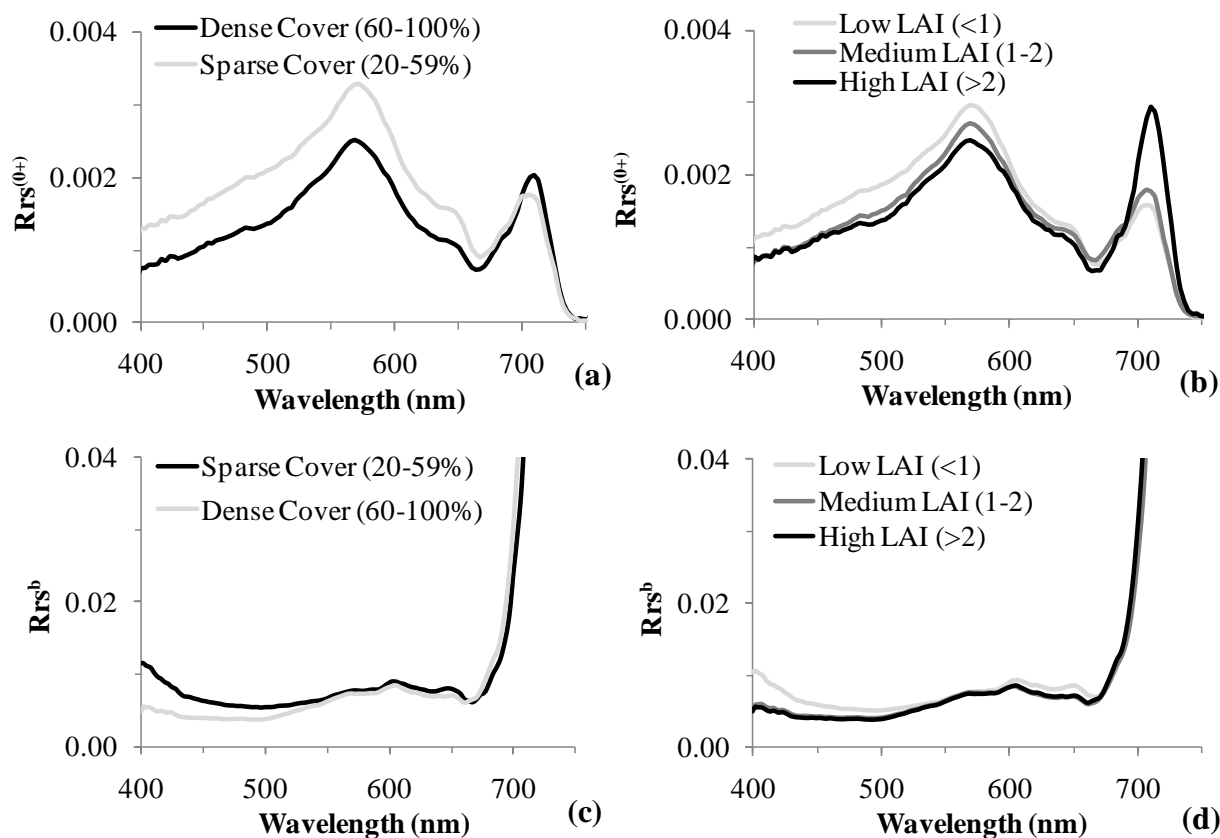 0.004
0.002
0.000
Rrs(0+)
Dense Cover (60-100%)
Sparse Cover (20-59%)
400 500 600 700
Wavelength (nm)
(a)
0.004
0.002
0.000
Rrs(0+)
Low LAI (<1)
Medium LAI (1-2)
High LAI (>2)
400 500 600 700
Wavelength (nm)
(b)
0.04
0.02
0.00
Rrsb
Sparse Cover (20-59%)
Dense Cover (60-100%)
400 500 600 700
Wavelength (nm)
(c)
0.04
0.02
0.00
Rrsb
Low LAI (<1)
Medium LAI (1-2)
High LAI (>2)
400 500 600 700
Wavelength (nm)
(d)